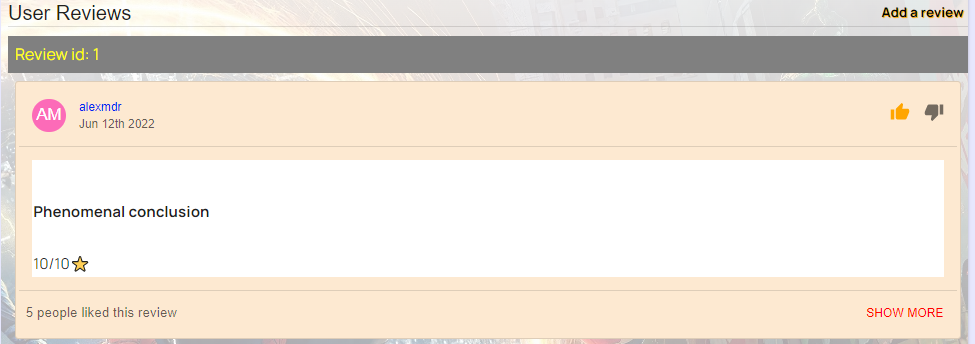 User Reviews
Add a review
Review id: 1
AM
alexmdr
Jun 12th 2022
Phenomenal conclusion
10/10
5 people liked this review
SHOW MORE